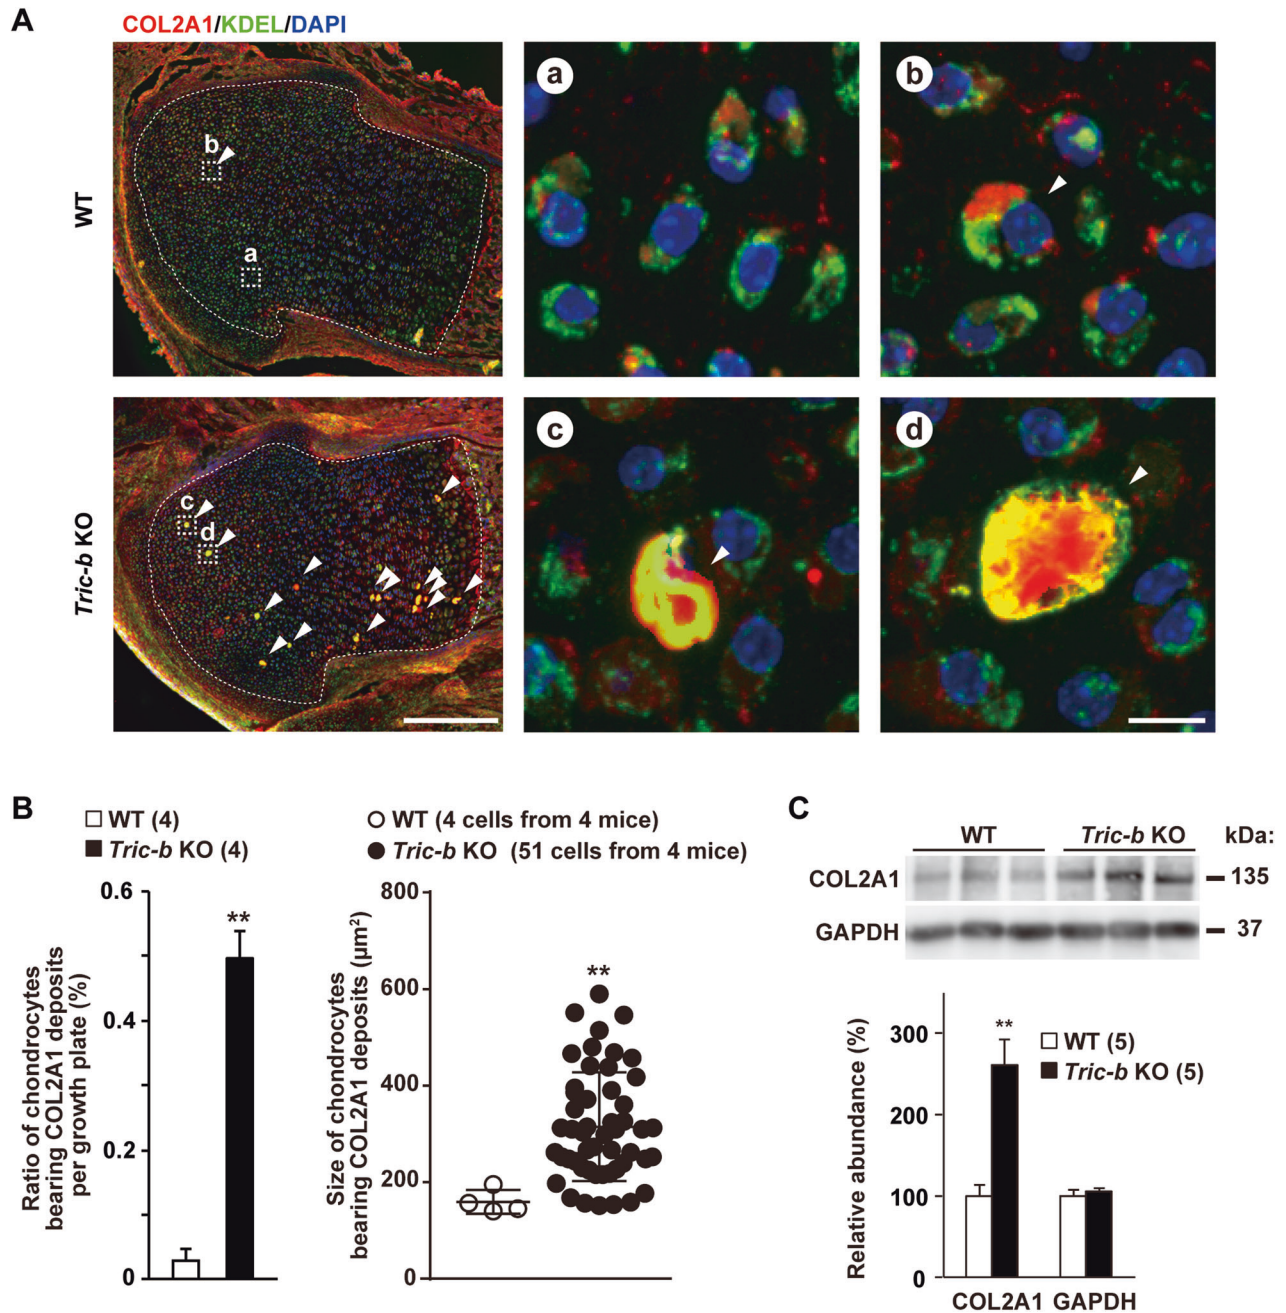 A
COL2A1/KDEL/DAPI
WT
b
a
a
b
Tric-b KO
c
d
c
d
B
WT (4)
Tric-b KO (4)
0.6
0.4
0.2
0
**
Ratio of chondrocytes
bearing COL2A1 deposits
per growth plate (%)
WT (4 cells from 4 mice)
Tric-b KO (51 cells from 4 mice)
800
600
400
200
0
**
Size of chondrocytes
bearing COL2A1 deposits (µm²)
C
WT
Tric-b KO
kDa:
COL2A1
135
GAPDH
37
Relative abundance (%)
300
200
100
0
**
WT (5)
Tric-b KO (5)
COL2A1
GAPDH